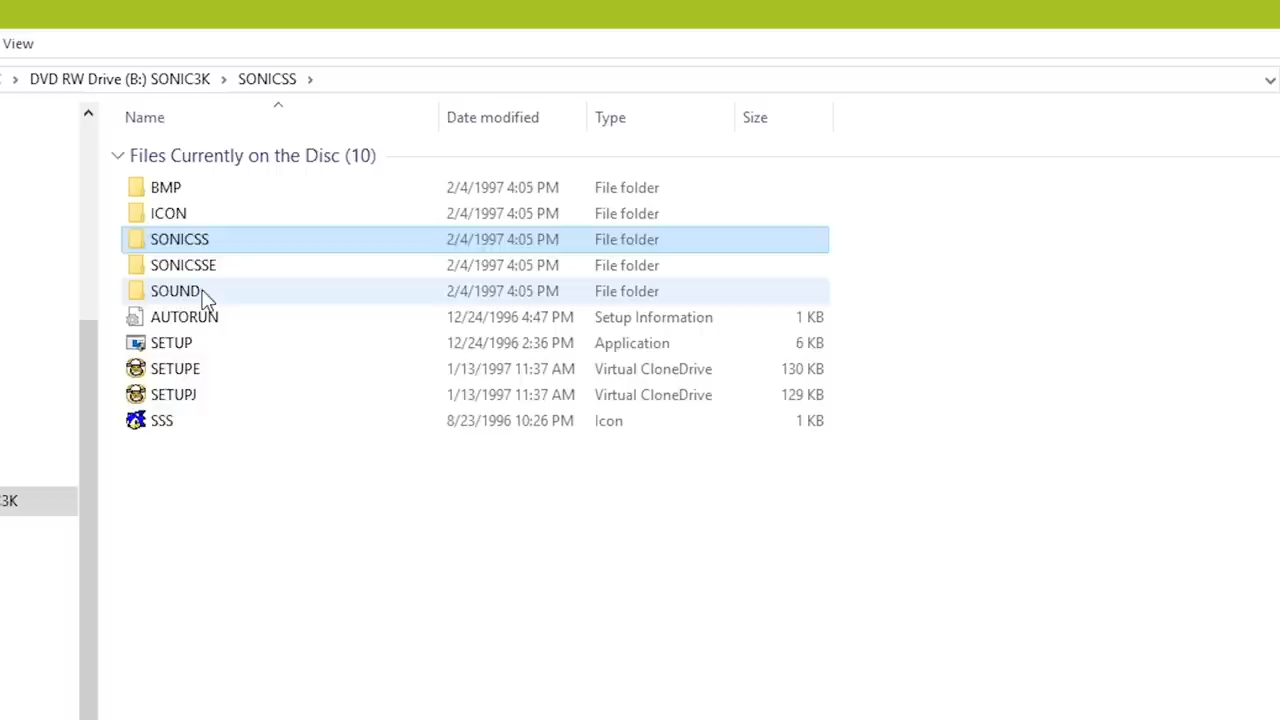 View
DVD RW Drive (B:) SONIC3K > SONICSS >
Name Date modified Type Size
Files Currently on the Disc (10)
BMP 2/4/1997 4:05 PM File folder
ICON 2/4/1997 4:05 PM File folder
SONICSS 2/4/1997 4:05 PM File folder
SONICSSE 2/4/1997 4:05 PM File folder
SOUND 2/4/1997 4:05 PM File folder
AUTORUN 12/24/1996 4:47 PM Setup Information 1 KB
SETUP 12/24/1996 2:36 PM Application 6 KB
SETUPE 1/13/1997 11:37 AM Virtual CloneDrive 130 KB
SETUPJ 1/13/1997 11:37 AM Virtual CloneDrive 129 KB
SSS 8/23/1996 10:26 PM Icon 1 KB
3K